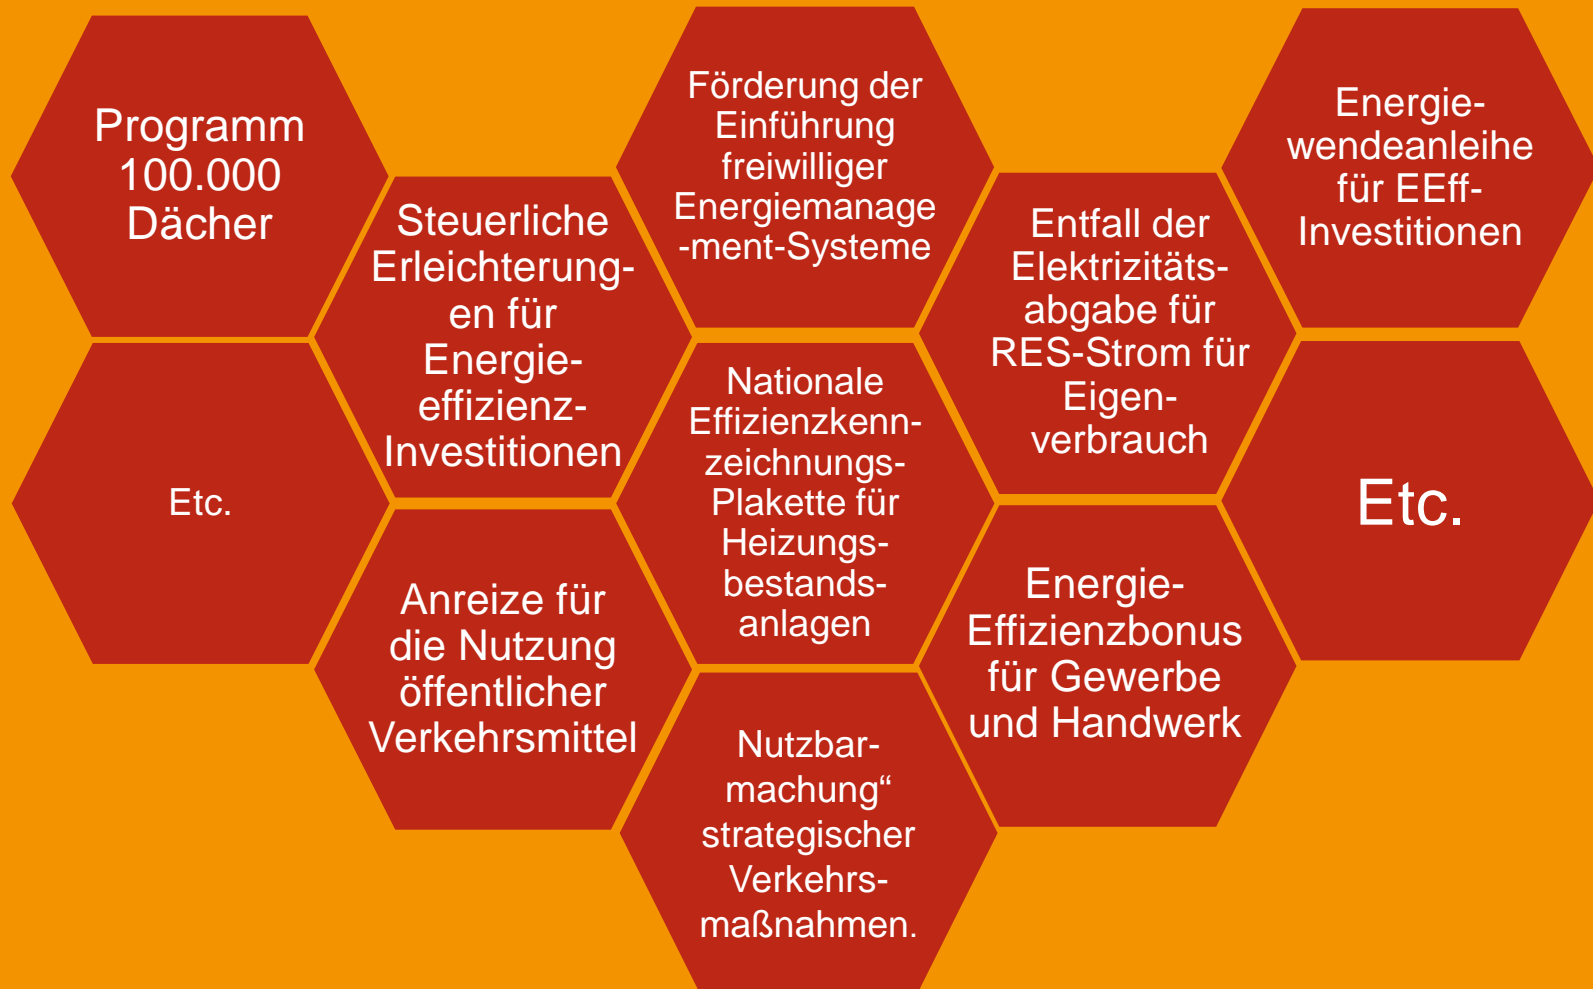 Programm
100.000
Dächer
Steuerliche
Erleichterung-
en für
Energie-
effizienz-
Investitionen
Förderung der
Einführung
freiwilliger
Energiemanage
-ment-Systeme
Entfall der
Elektrizitäts-
abgabe für
RES-Strom für
Eigen-
verbrauch
Energie-
wendeanleihe
für EEff-
Investitionen
Etc.
Anreize für
die Nutzung
öffentlicher
Verkehrsmittel
Nationale
Effizienzkenn-
zeichnungs-
Plakette für
Heizungs-
bestands-
anlagen
Energie-
Effizienzbonus
für Gewerbe
und Handwerk
Etc.
Nutzbar-
machung“
strategischer
Verkehrs-
maßnahmen.